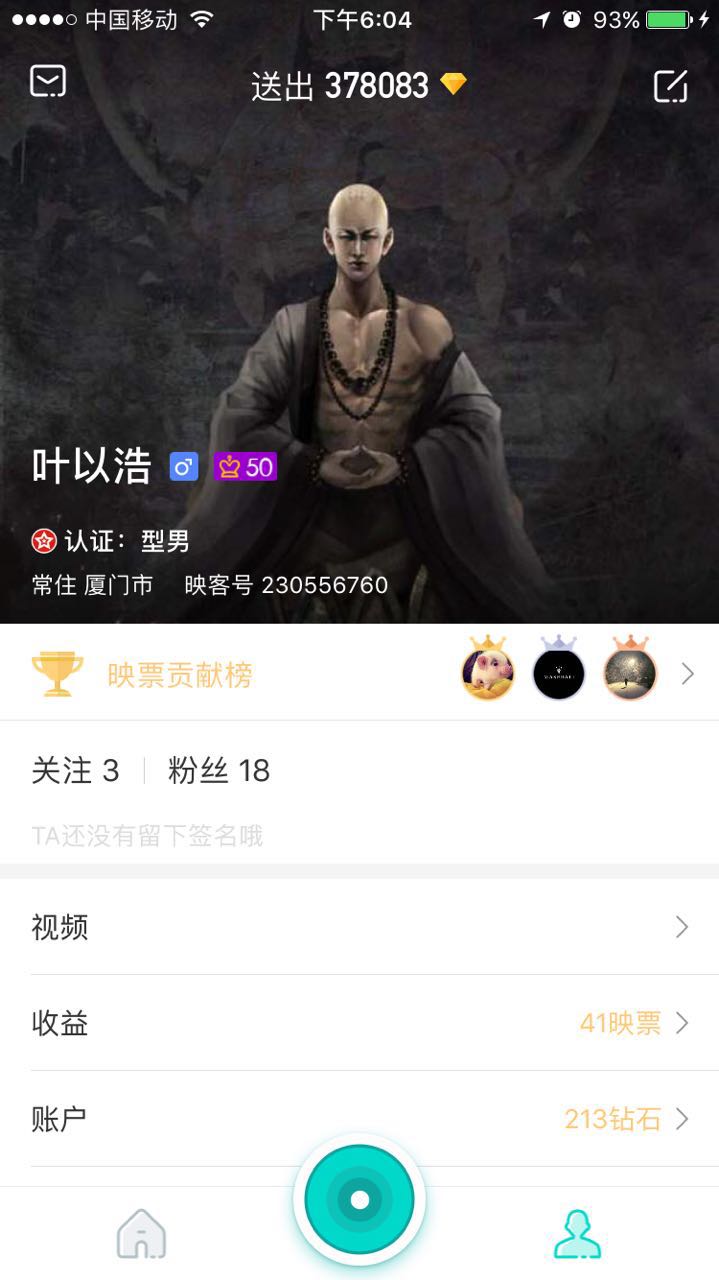 中国移动 下午6:04 93%
送出 378083
叶以浩 50
认证：型男
常住 厦门市 映客号 230556760
映票贡献榜
关注 3 粉丝 18
TA还没有留下签名哦
视频
收益 41映票
账户 213钻石